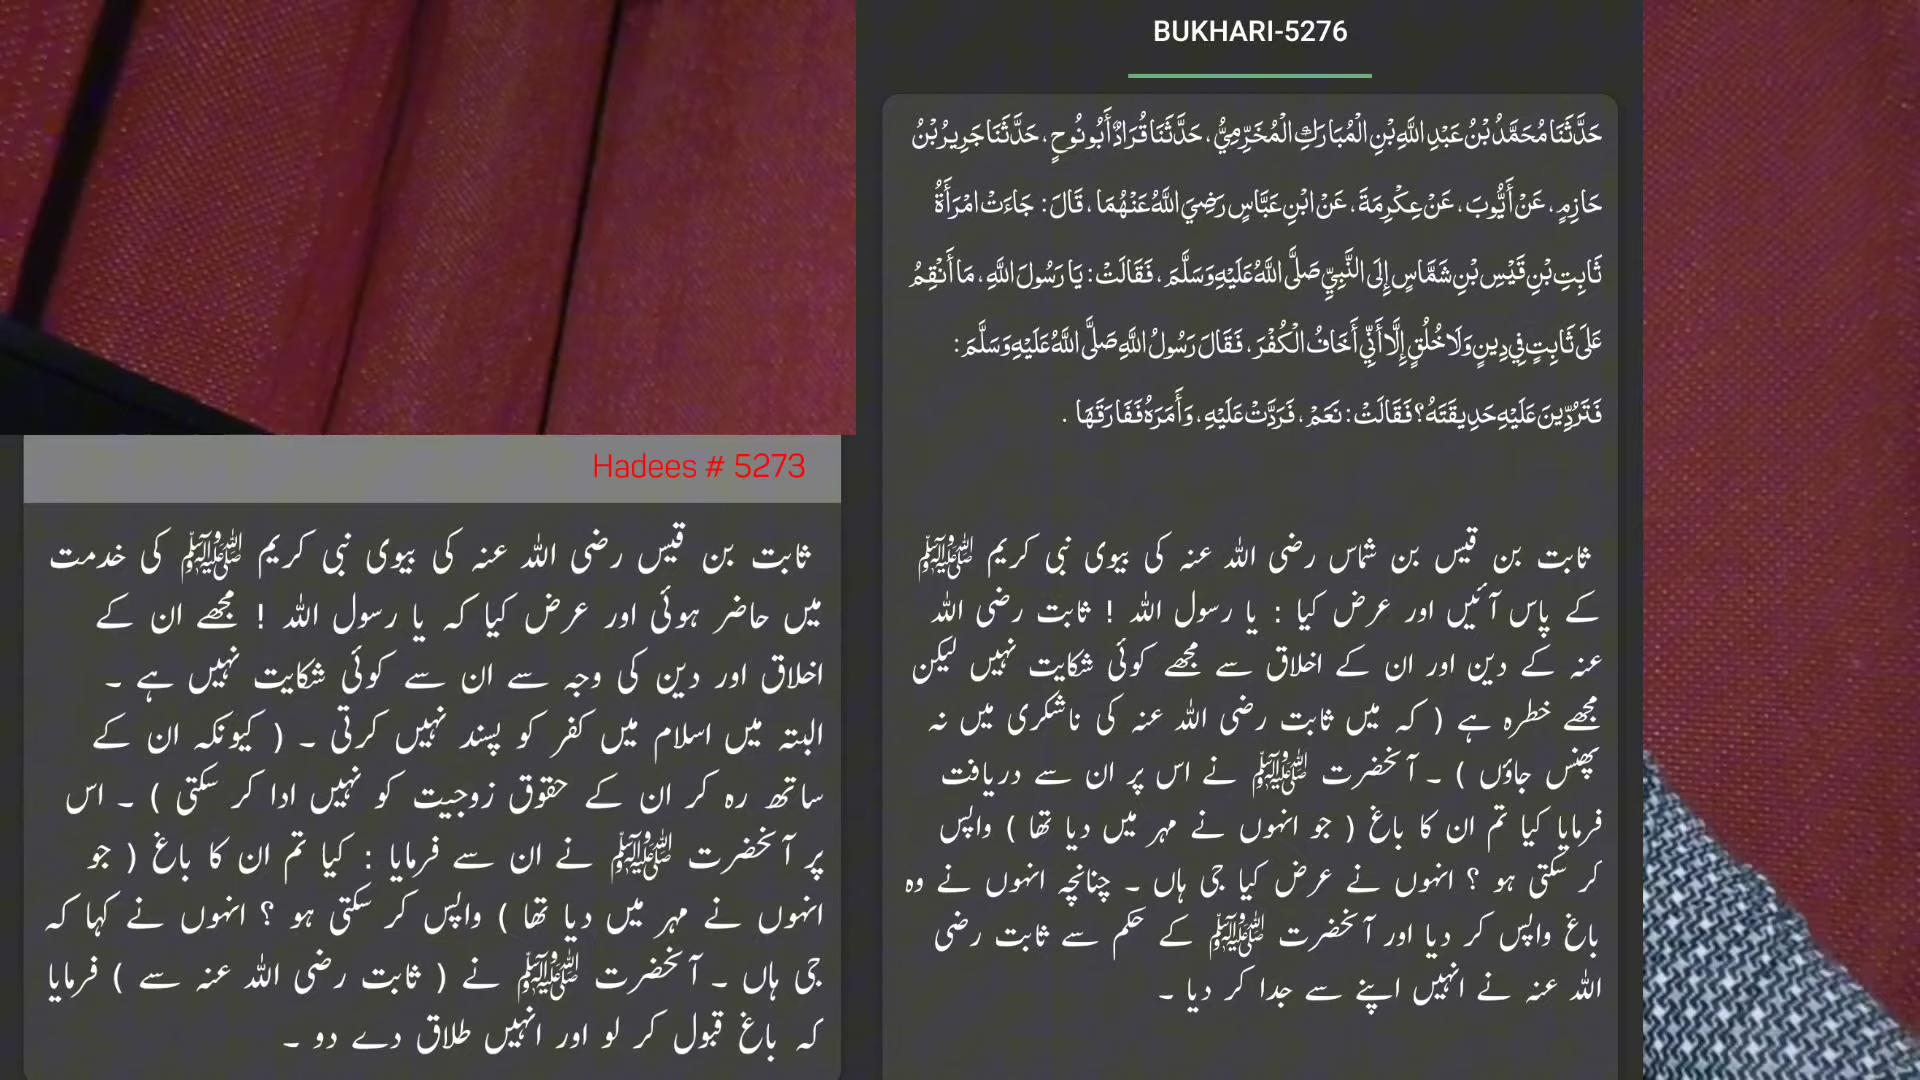 BUKHARI-5276
حَدَّثَنَا مُحَمَّدُ بْنُ عَبْدِ اللَّهِ بْنِ الْمُبَارَكِ الْمُخَرِّمِيُّ ، حَدَّثَنَا قُرَادٌ أَبُو نُوحٍ ، حَدَّثَنَا جَرِيرُ بْنُ
حَازِمٍ ، عَنْ أَيُّوبَ ، عَنْ عِكْرِمَةَ ، عَنِ ابْنِ عَبَّاسٍ رَضِيَ اللَّهُ عَنْهُمَا ، قَالَ : جَاءَتْ امْرَأَةُ
ثَابِتِ بْنِ قَيْسِ بْنِ شَمَّاسٍ إِلَى النَّبِيِّ صَلَّى اللَّهُ عَلَيْهِ وَسَلَّمَ ، فَقَالَتْ : يَا رَسُولَ اللَّهِ ، مَا أَنْقِمُ
عَلَى ثَابِتٍ فِي دِينٍ وَلَا خُلُقٍ إِلَّا أَنِّي أَخَافُ الْكُفْرَ ، فَقَالَ رَسُولُ اللَّهِ صَلَّى اللَّهُ عَلَيْهِ وَسَلَّمَ :
فَتَرُدِّينَ عَلَيْهِ حَدِيقَتَهُ ؟ فَقَالَتْ : نَعَمْ ، فَرَدَّتْ عَلَيْهِ ، وَأَمَرَهُ فَفَارَقَهَا .
ثابت بن قیس بن شماس رضی اللہ عنہ کی بیوی نبی کریم ﷺ
کے پاس آئیں اور عرض کیا : یا رسول اللہ ! ثابت رضی اللہ
عنہ کے دین اور ان کے اخلاق سے مجھے کوئی شکایت نہیں لیکن
مجھے خطرہ ہے ( کہ میں ثابت رضی اللہ عنہ کی ناشکری میں نہ
پھنس جاؤں ) ۔ آنحضرت ﷺ نے اس پر ان سے دریافت
فرمایا کیا تم ان کا باغ ( جو انہوں نے مہر میں دیا تھا ) واپس
کر سکتی ہو ؟ انہوں نے عرض کیا جی ہاں ۔ چنانچہ انہوں نے وہ
باغ واپس کر دیا اور آنحضرت ﷺ کے حکم سے ثابت رضی
اللہ عنہ نے انہیں اپنے سے جدا کر دیا ۔
Hadees # 5273
ثابت بن قیس رضی اللہ عنہ کی بیوی نبی کریم ﷺ کی خدمت
میں حاضر ہوئی اور عرض کیا کہ یا رسول اللہ ! مجھے ان کے
اخلاق اور دین کی وجہ سے ان سے کوئی شکایت نہیں ہے ۔
البتہ میں اسلام میں کفر کو پسند نہیں کرتی ۔ ( کیونکہ ان کے
ساتھ رہ کر ان کے حقوق زوجیت کو نہیں ادا کر سکتی ) ۔ اس
پر آنحضرت ﷺ نے ان سے فرمایا : کیا تم ان کا باغ ( جو
انہوں نے مہر میں دیا تھا ) واپس کر سکتی ہو ؟ انہوں نے کہا کہ
جی ہاں ۔ آنحضرت ﷺ نے ( ثابت رضی اللہ عنہ سے ) فرمایا
کہ باغ قبول کر لو اور انہیں طلاق دے دو ۔